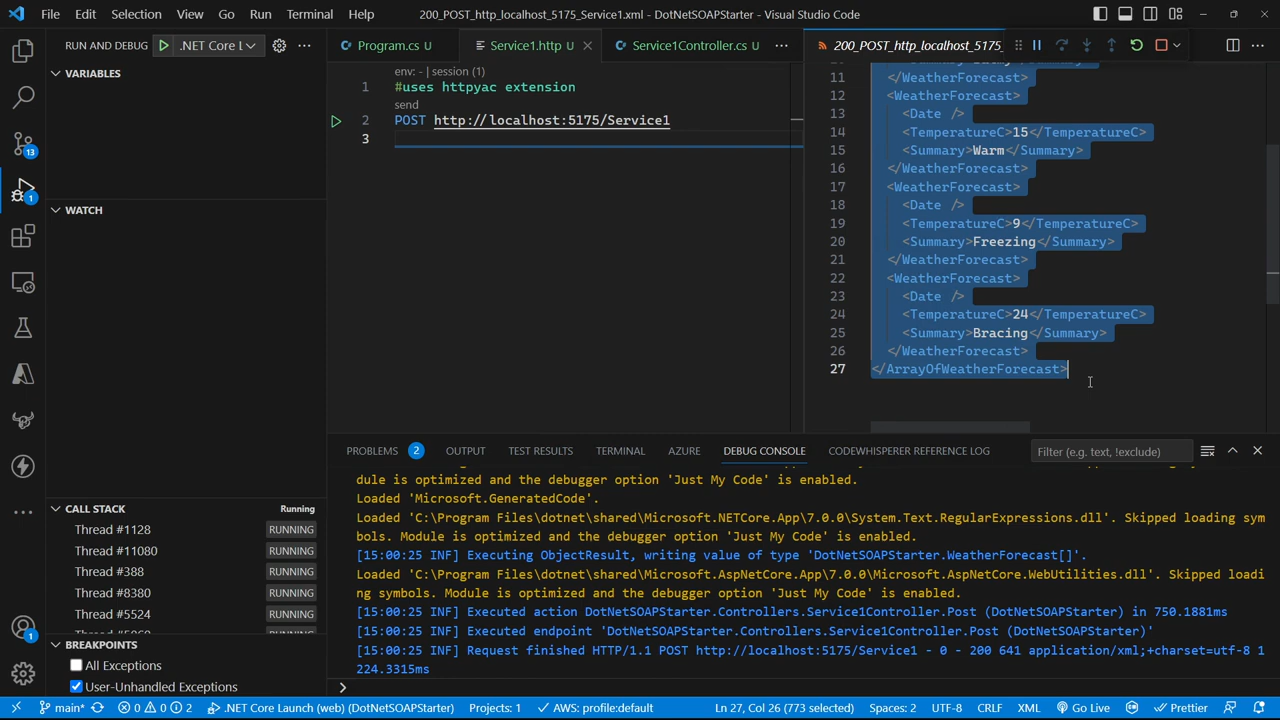 File Edit Selection View Go Run Terminal Help
200_POST_http_localhost_5175_Service1.xml - DotNetSOAPStarter - Visual Studio Code
RUN AND DEBUG .NET Core L
Program.cs U
Service1.http U
Service1Controller.cs U
200_POST_http_localhost_5175_
VARIABLES
WATCH
CALL STACK Running
Thread #1128 RUNNING
Thread #11080 RUNNING
Thread #388 RUNNING
Thread #8380 RUNNING
Thread #5524 RUNNING
BREAKPOINTS
All Exceptions
User-Unhandled Exceptions
13
1
1
env: - | session (1)
1 #uses httpyac extension
send
2 POST http://localhost:5175/Service1
3
11 </WeatherForecast>
12 <WeatherForecast>
13 <Date />
14 <TemperatureC>15</TemperatureC>
15 <Summary>Warm</Summary>
16 </WeatherForecast>
17 <WeatherForecast>
18 <Date />
19 <TemperatureC>9</TemperatureC>
20 <Summary>Freezing</Summary>
21 </WeatherForecast>
22 <WeatherForecast>
23 <Date />
24 <TemperatureC>24</TemperatureC>
25 <Summary>Bracing</Summary>
26 </WeatherForecast>
27 </ArrayOfWeatherForecast>
PROBLEMS 2 OUTPUT TEST RESULTS TERMINAL AZURE DEBUG CONSOLE CODEWHISPERER REFERENCE LOG Filter (e.g. text, !exclude)
dule is optimized and the debugger option 'Just My Code' is enabled.
Loaded 'Microsoft.GeneratedCode'.
Loaded 'C:\Program Files\dotnet\shared\Microsoft.NETCore.App\7.0.0\System.Text.RegularExpressions.dll'. Skipped loading sym
bols. Module is optimized and the debugger option 'Just My Code' is enabled.
[15:00:25 INF] Executing ObjectResult, writing value of type 'DotNetSOAPStarter.WeatherForecast[]'.
Loaded 'C:\Program Files\dotnet\shared\Microsoft.AspNetCore.App\7.0.0\Microsoft.AspNetCore.WebUtilities.dll'. Skipped loadi
ng symbols. Module is optimized and the debugger option 'Just My Code' is enabled.
[15:00:25 INF] Executed action DotNetSOAPStarter.Controllers.Service1Controller.Post (DotNetSOAPStarter) in 750.1881ms
[15:00:25 INF] Executed endpoint 'DotNetSOAPStarter.Controllers.Service1Controller.Post (DotNetSOAPStarter)'
[15:00:25 INF] Request finished HTTP/1.1 POST http://localhost:5175/Service1 - 0 - 200 641 application/xml;+charset=utf-8 1
224.3315ms
main* 0 0 2 .NET Core Launch (web) (DotNetSOAPStarter) Projects: 1 AWS: profile:default Ln 27, Col 26 (773 selected) Spaces: 2 UTF-8 CRLF XML Go Live Prettier